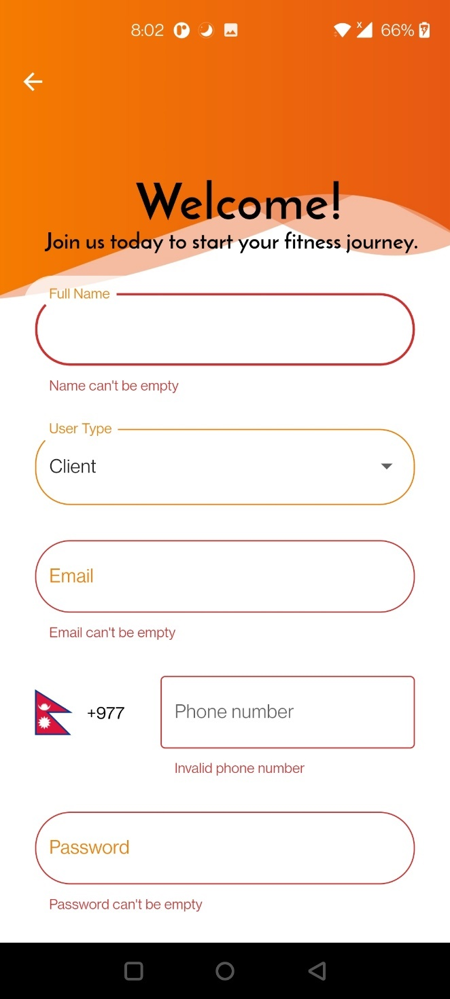 8:02 66%
Welcome!
Join us today to start your fitness journey.
Full Name
Name can't be empty
User Type
Client
Email
Email can't be empty
+977 Phone number
Invalid phone number
Password
Password can't be empty